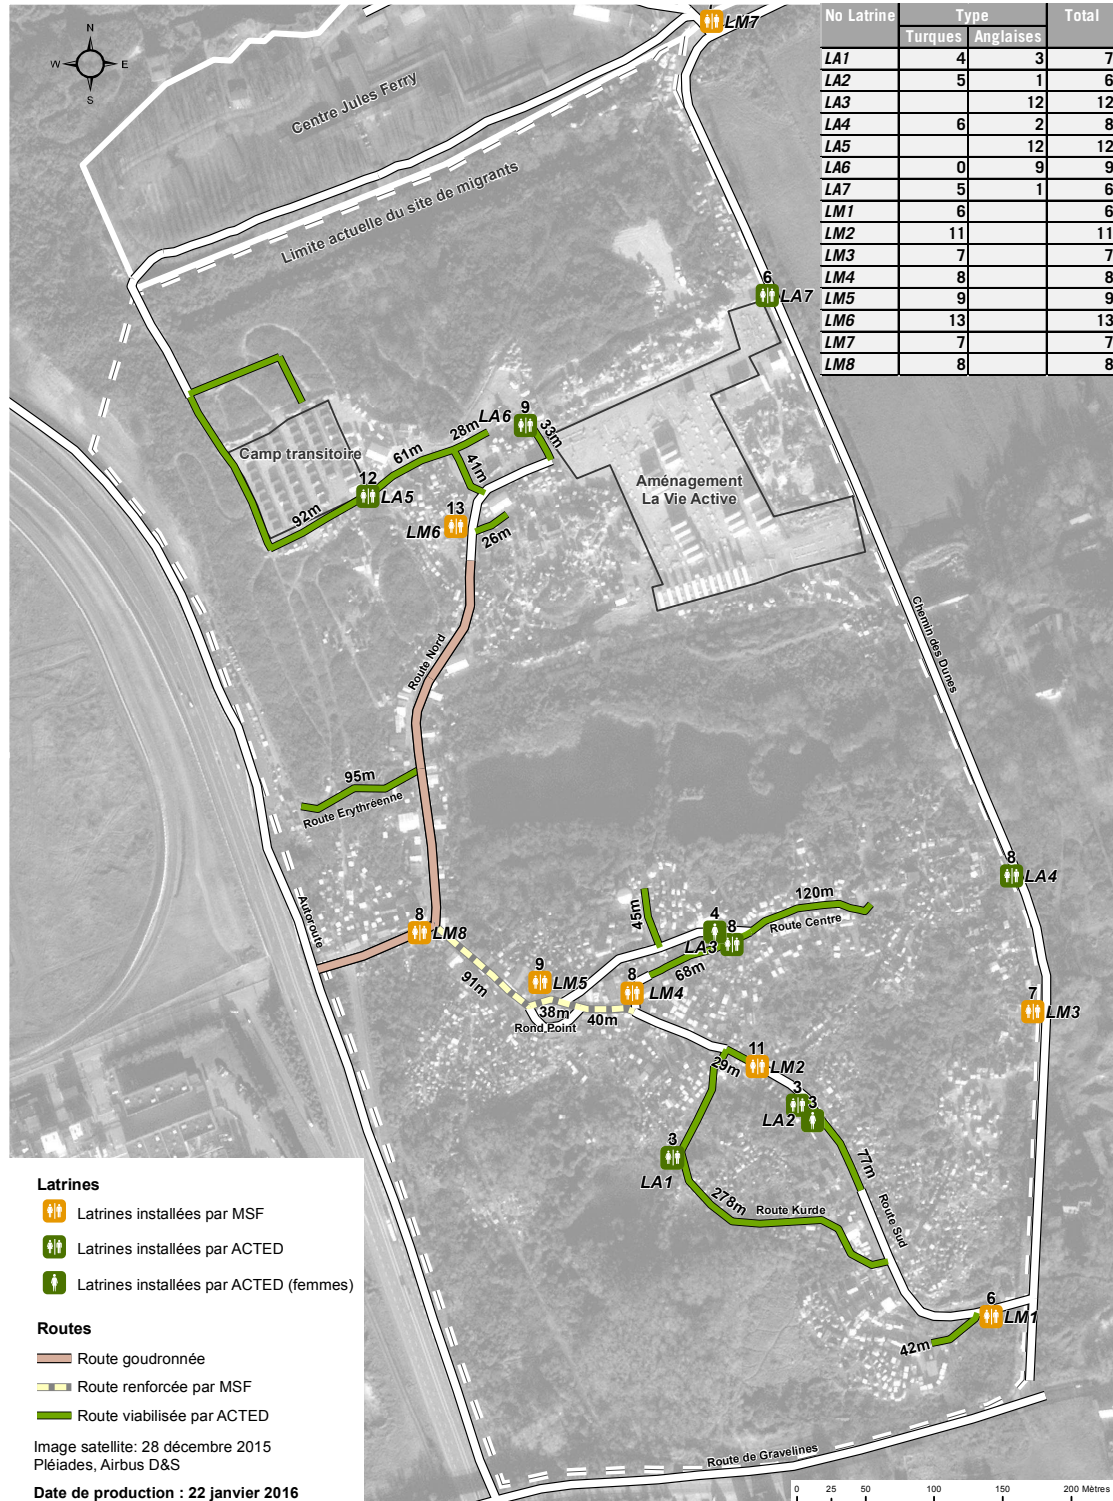 LM7
No Latrine Type Total
Turques Anglaises
LA1 4 3 7
LA2 5 1 6
LA3 12 12
LA4 6 2 8
LA5 12 12
LA6 0 9 9
LA7 5 1 6
LM1 6 6
LM2 11 11
LM3 7 7
LM4 8 8
LM5 9 9
LM6 13 13
LM7 7 7
LM8 8 8
N
W E
S
Centre Jules Ferry
Limite actuelle du site de migrants
6
LA7
9
LA6
33m
28m
61m
41m
Camp transitoire
12
LA5
92m
13
LM6
26m
Aménagement
La Vie Active
Chemin des Dunes
Route Nord
95m
Route Erythréenne
8
LA4
120m
Route Centre
45m
4
8
LA3
68m
Autoroute
8
LM8
91m
9
LM5
8
LM4
38m
40m
Rond Point
7
LM3
11
LM2
29m
3
3
LA2
77m
3
LA1
278m
Route Kurde
Route Sud
6
LM1
42m
Route de Gravelines
Latrines
Latrines installées par MSF
Latrines installées par ACTED
Latrines installées par ACTED (femmes)
Routes
Route goudronnée
Route renforcée par MSF
Route viabilisée par ACTED
Image satellite: 28 décembre 2015
Pléiades, Airbus D&S
Date de production : 22 janvier 2016
0 25 50 100 150 200 Mètres